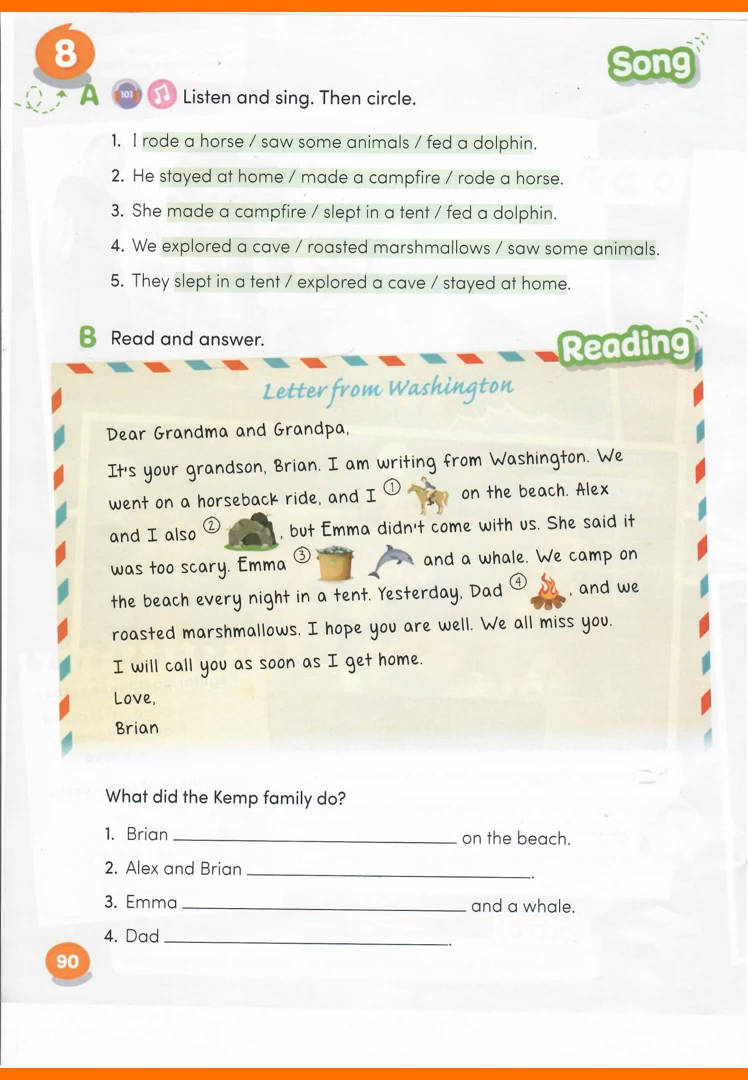 8
Song
A 101 Listen and sing. Then circle.
1. I rode a horse / saw some animals / fed a dolphin.
2. He stayed at home / made a campfire / rode a horse.
3. She made a campfire / slept in a tent / fed a dolphin.
4. We explored a cave / roasted marshmallows / saw some animals.
5. They slept in a tent / explored a cave / stayed at home.
B Read and answer.
Reading
Letter from Washington
Dear Grandma and Grandpa,
It's your grandson, Brian. I am writing from Washington. We
went on a horseback ride, and I ① on the beach. Alex
and I also ② , but Emma didn't come with us. She said it
was too scary. Emma ③ and a whale. We camp on
the beach every night in a tent. Yesterday, Dad ④ , and we
roasted marshmallows. I hope you are well. We all miss you.
I will call you as soon as I get home.
Love,
Brian
What did the Kemp family do?
1. Brian ______ on the beach.
2. Alex and Brian ______.
3. Emma ______ and a whale.
4. Dad ______.
90